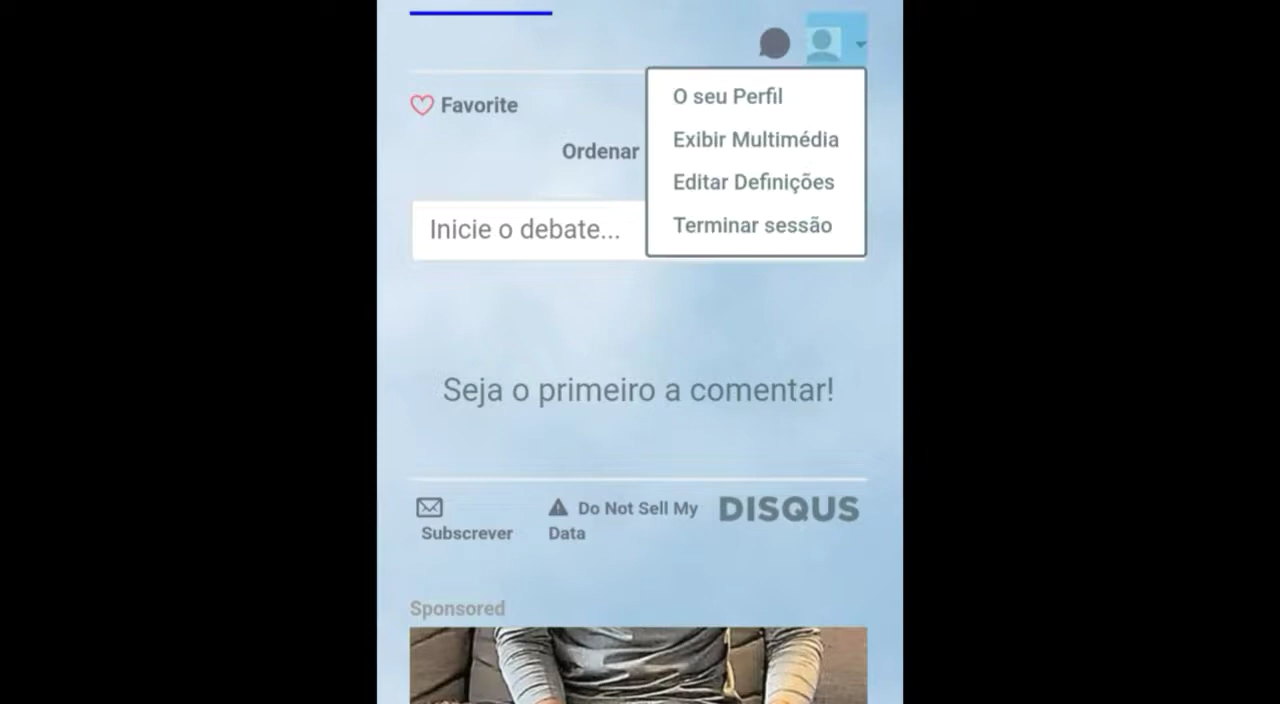 O seu Perfil
Favorite
Exibir Multimédia
Ordenar
Editar Definições
Terminar sessão
Inicie o debate...
Seja o primeiro a comentar!
Subscrever
Do Not Sell My
Data
DISQUS
Sponsored